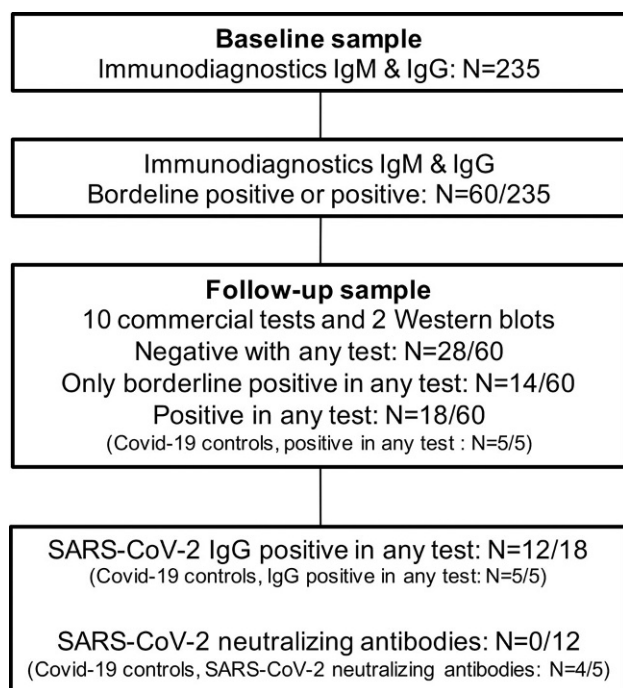 Baseline sample
Immunodiagnostics IgM & IgG: N=235
Immunodiagnostics IgM & IgG
Bordeline positive or positive: N=60/235
Follow-up sample
10 commercial tests and 2 Western blots
Negative with any test: N=28/60
Only borderline positive in any test: N=14/60
Positive in any test: N=18/60
(Covid-19 controls, positive in any test : N=5/5)
SARS-CoV-2 IgG positive in any test: N=12/18
(Covid-19 controls, IgG positive in any test: N=5/5)
SARS-CoV-2 neutralizing antibodies: N=0/12
(Covid-19 controls, SARS-CoV-2 neutralizing antibodies: N=4/5)